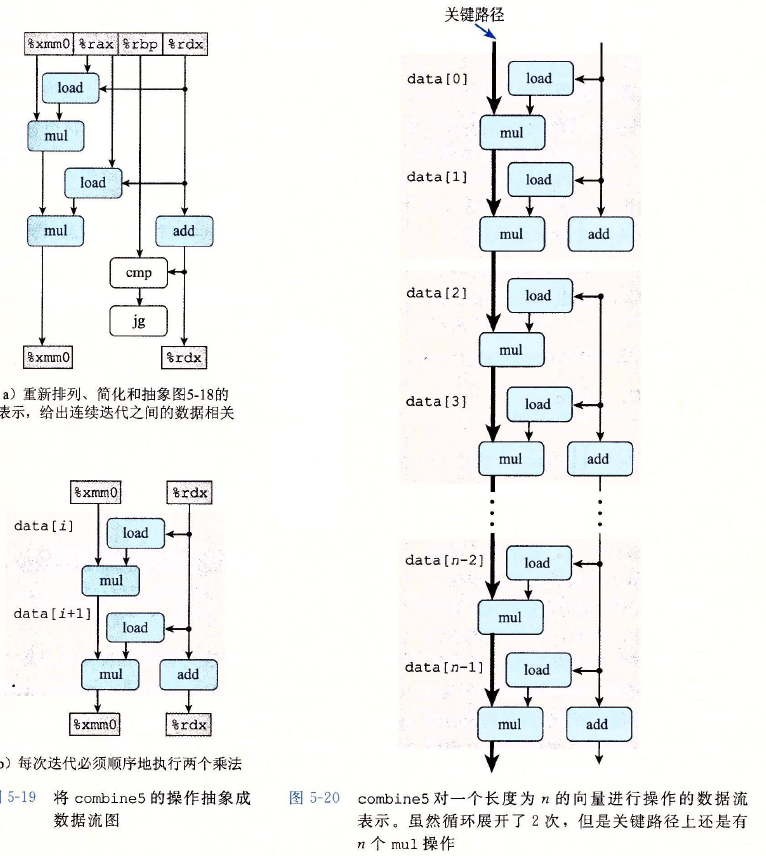 %xmm0 %rax %rbp %rdx
load
mul
load
mul add
cmp
jg
%xmm0 %rdx
a）重新排列、简化和抽象图5-18的
表示，给出连续迭代之间的数据相关
%xmm0 %rdx
data[i] load
mul
data[i+1] load
mul add
%xmm0 %rdx
）每次迭代必须顺序地执行两个乘法
5-19 将 combine5 的操作抽象成
数据流图
关键路径
data[0] load
mul
data[1] load
mul add
data[2] load
mul
data[3] load
mul add
data[n-2] load
mul
data[n-1] load
mul add
图 5-20 combine5 对一个长度为 n 的向量进行操作的数据流
表示。虽然循环展开了 2 次，但是关键路径上还是有
n 个 mul 操作